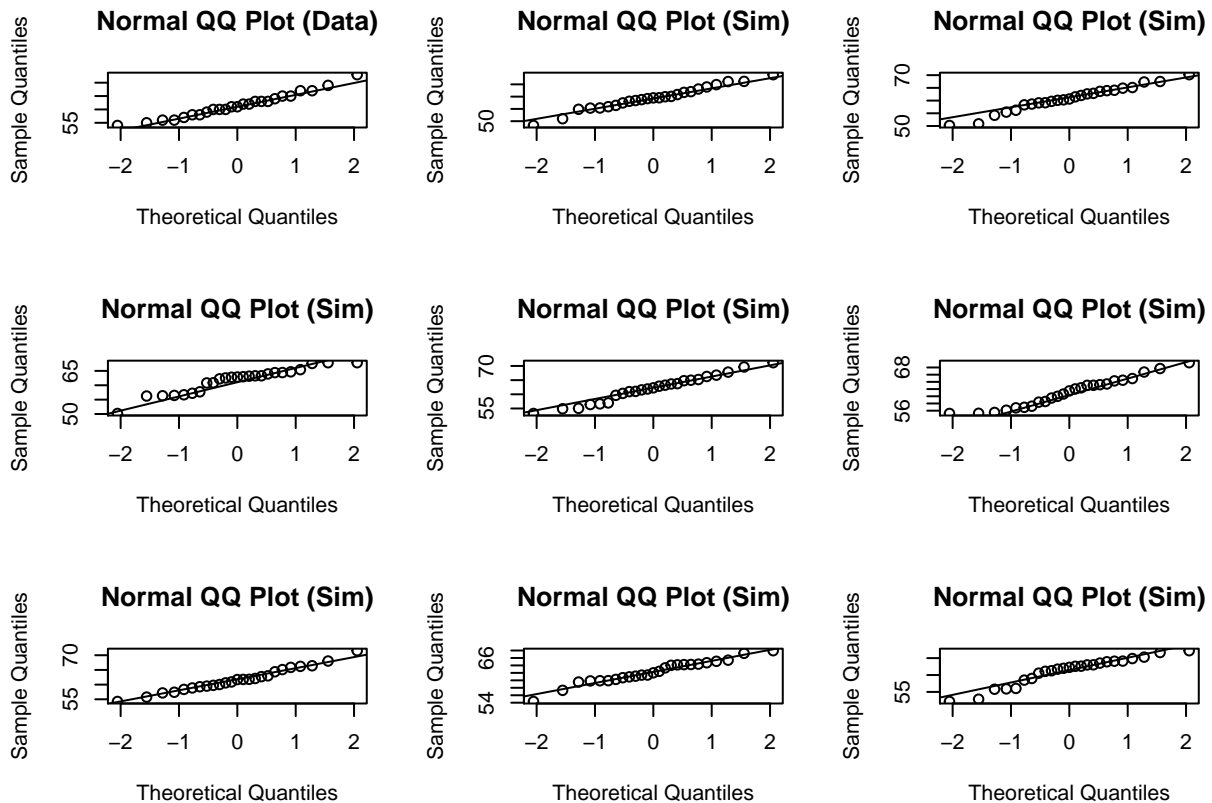 Normal QQ Plot (Data)
Sample Quantiles
55
−2 −1 0 1 2
Theoretical Quantiles
Normal QQ Plot (Sim)
Sample Quantiles
50
−2 −1 0 1 2
Theoretical Quantiles
Normal QQ Plot (Sim)
Sample Quantiles
50 70
−2 −1 0 1 2
Theoretical Quantiles
Normal QQ Plot (Sim)
Sample Quantiles
50 65
−2 −1 0 1 2
Theoretical Quantiles
Normal QQ Plot (Sim)
Sample Quantiles
55 70
−2 −1 0 1 2
Theoretical Quantiles
Normal QQ Plot (Sim)
Sample Quantiles
56 68
−2 −1 0 1 2
Theoretical Quantiles
Normal QQ Plot (Sim)
Sample Quantiles
55 70
−2 −1 0 1 2
Theoretical Quantiles
Normal QQ Plot (Sim)
Sample Quantiles
54 66
−2 −1 0 1 2
Theoretical Quantiles
Normal QQ Plot (Sim)
Sample Quantiles
55
−2 −1 0 1 2
Theoretical Quantiles